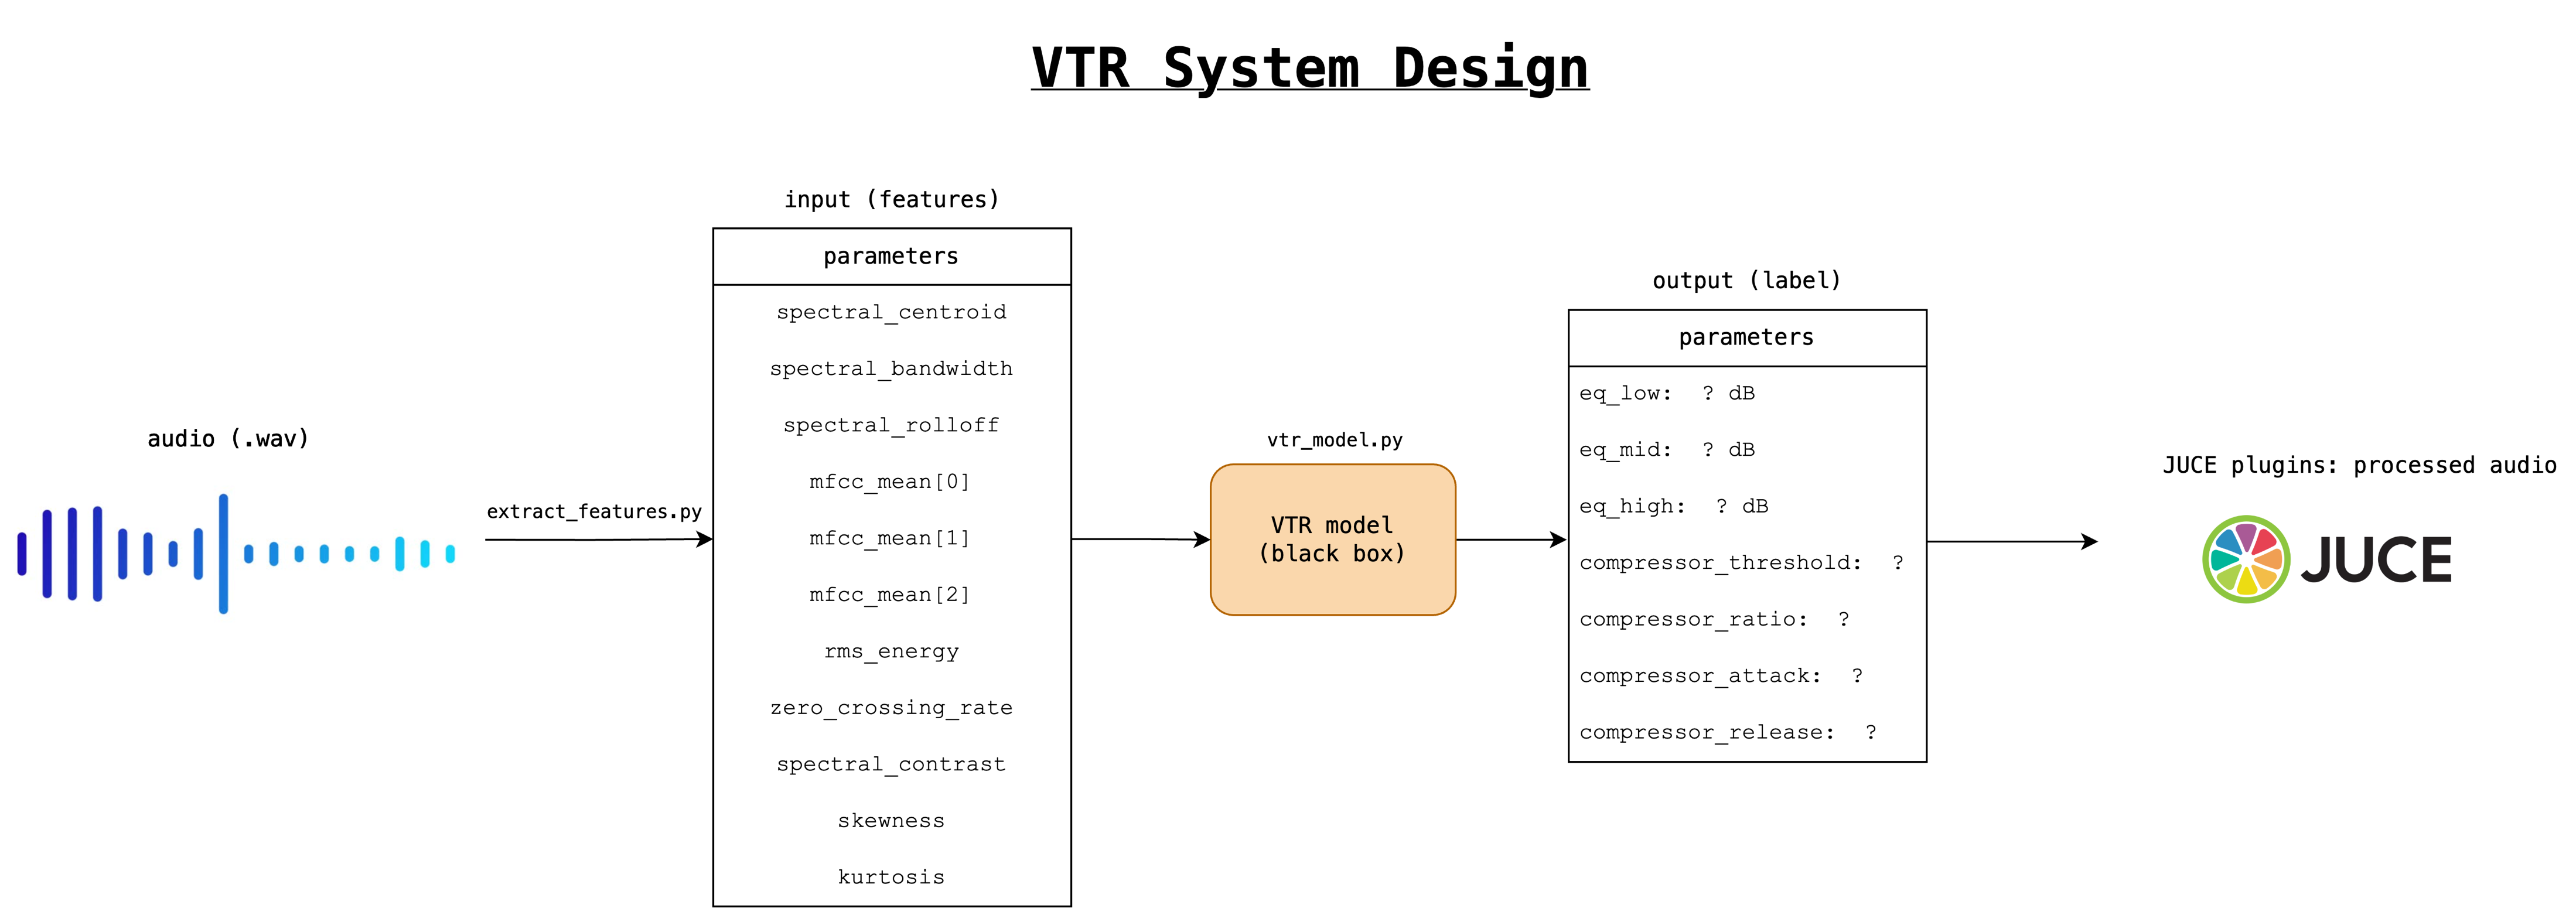 VTR System Design
audio (.wav)
extract_features.py
input (features)
parameters
spectral_centroid
spectral_bandwidth
spectral_rolloff
mfcc_mean[0]
mfcc_mean[1]
mfcc_mean[2]
rms_energy
zero_crossing_rate
spectral_contrast
skewness
kurtosis
vtr_model.py
VTR model
(black box)
output (label)
parameters
eq_low: ? dB
eq_mid: ? dB
eq_high: ? dB
compressor_threshold: ?
compressor_ratio: ?
compressor_attack: ?
compressor_release: ?
JUCE plugins: processed audio
JUCE